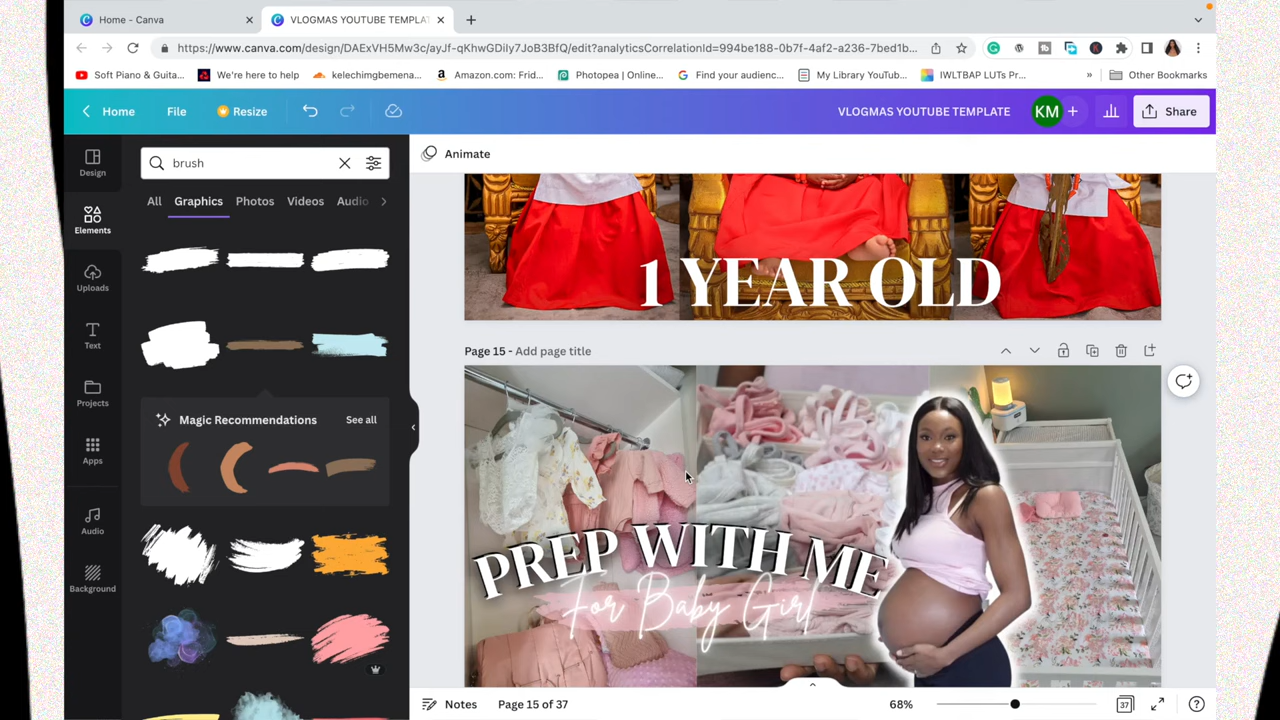 Home - Canva
VLOGMAS YOUTUBE TEMPLA
https://www.canva.com/design/DAExVH5Mw3c/ayJf-qKhwGDily7JoB3BfQ/edit?analyticsCorrelationId=994be188-0b7f-4af2-a236-7bed1b...
Soft Piano & Guita...
We're here to help
kelechimgbemena...
Amazon.com: Frid...
Photopea | Online...
Find your audienc...
My Library YouTub...
IWLTBAP LUTs Pr...
»
Other Bookmarks
Home
File
Resize
VLOGMAS YOUTUBE TEMPLATE
KM
+
Share
Design
Elements
Uploads
Text
Projects
Apps
Audio
Background
brush
All
Graphics
Photos
Videos
Audio
Magic Recommendations
See all
Animate
1 YEAR OLD
Page 15 - Add page title
PREP WITH ME
For Baby Girl
Notes
Page 15 of 37
68%
37